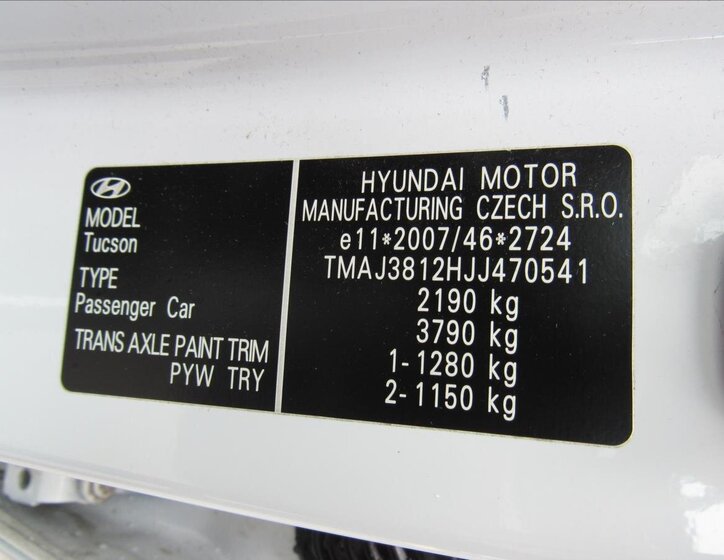 MODEL
Tucson
TYPE
Passenger Car
TRANS AXLE PAINT TRIM
PYW TRY
HYUNDAI MOTOR
MANUFACTURING CZECH S.R.O.
e11*2007/46*2724
TMAJ3812HJJ470541
2190 kg
3790 kg
1-1280 kg
2-1150 kg